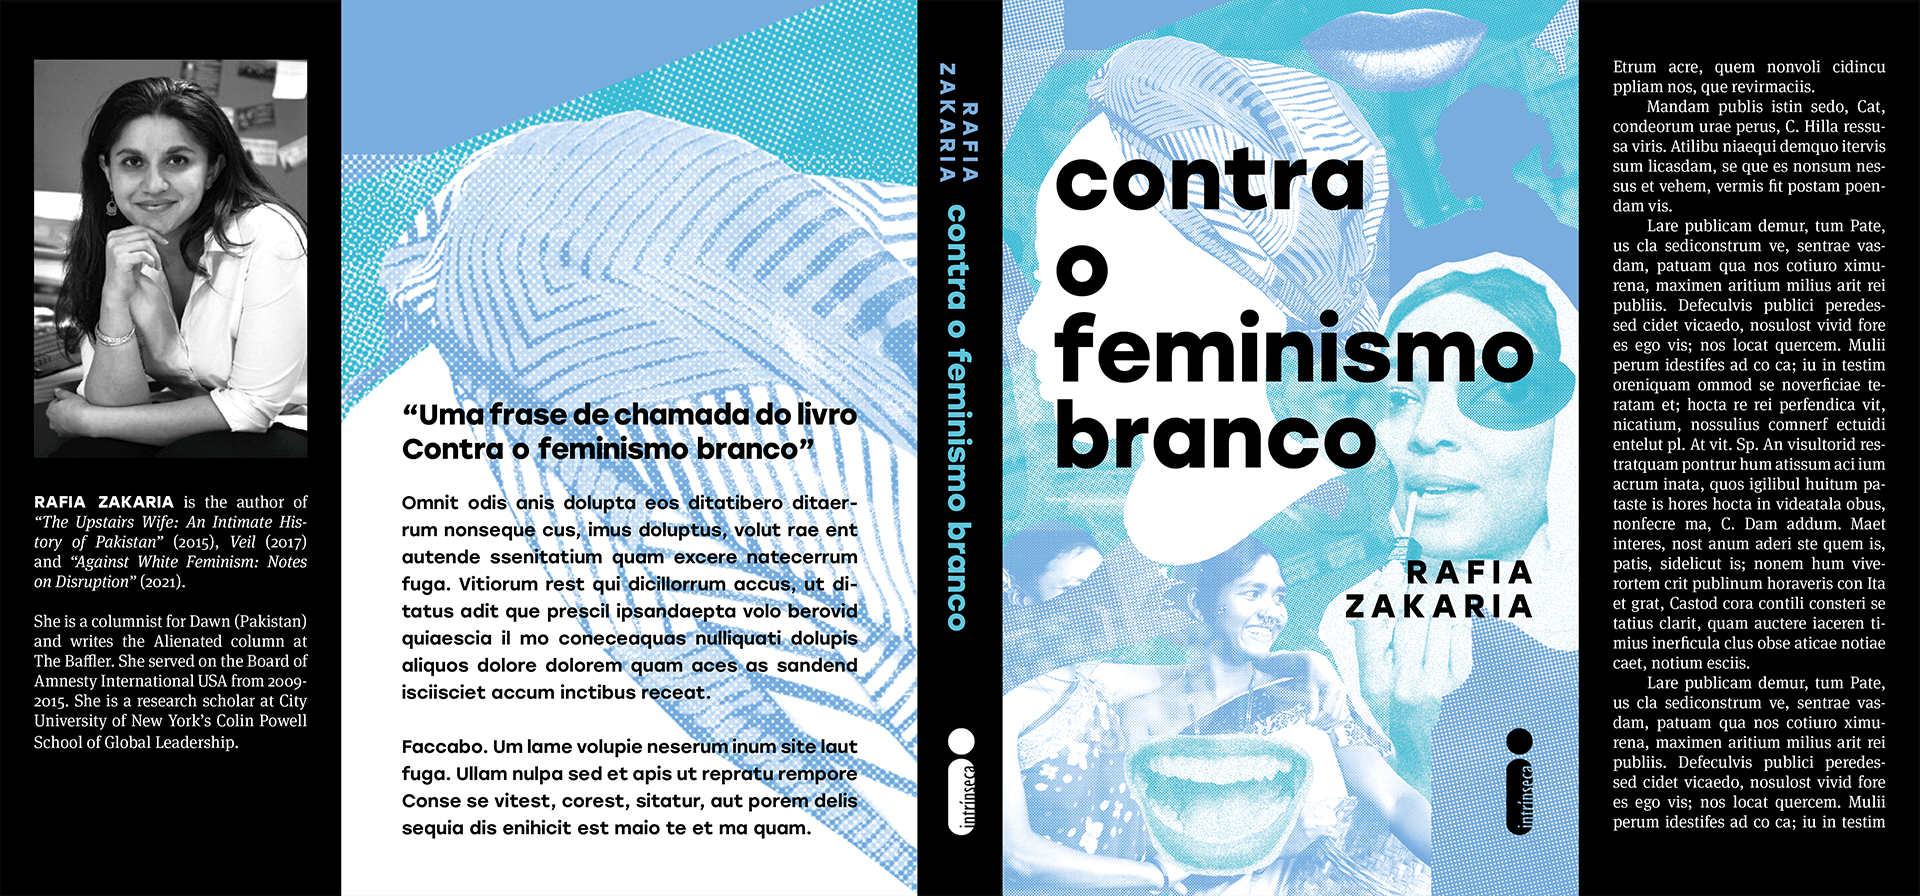 RAFIA ZAKARIA is the author of
“The Upstairs Wife: An Intimate His-
tory of Pakistan” (2015), Veil (2017)
and “Against White Feminism: Notes
on Disruption” (2021).
She is a columnist for Dawn (Pakistan)
and writes the Alienated column at
The Baffler. She served on the Board of
Amnesty International USA from 2009-
2015. She is a research scholar at City
University of New York’s Colin Powell
School of Global Leadership.
“Uma frase de chamada do livro
Contra o feminismo branco”
Omnit odis anis dolupta eos ditatibero ditaer-
rum nonseque cus, imus doluptus, volut rae ent
autende ssenitatium quam excere natecerrum
fuga. Vitiorum rest qui dicillorrum accus, ut di-
tatus adit que prescil ipsandaepta volo berovid
quiaescia il mo coneceaquas nulliquati dolupis
aliquos dolore dolorem quam aces as sandend
isciisciet accum inctibus receat.
Faccabo. Um lame volupie neserum inum site laut
fuga. Ullam nulpa sed et apis ut repratu rempore
Conse se vitest, corest, sitatur, aut porem delis
sequia dis enihicit est maio te et ma quam.
RAFIA
ZAKARIA
contra o feminismo branco
intrínseca
contra
o
feminismo
branco
RAFIA
ZAKARIA
intrínseca
Etrum acre, quem nonvoli cidincu
ppliam nos, que revirmaciis.
Mandam publis istin sedo, Cat,
condeorum urae perus, C. Hilla ressu-
sa viris. Atilibu niaequi demquo itervis
sum licasdam, se que es nonsum nes-
sus et vehem, vermis fit postam poen-
dam vis.
Lare publicam demur, tum Pate,
us cla sediconstrum ve, sentrae vas-
dam, patuam qua nos cotiuro ximu-
rena, maximen aritium milius arit rei
publiis. Defeculvis publici peredes-
sed cidet vicaedo, nosulost vivid fore
es ego vis; nos locat quercem. Mulii
perum identifes ad co ca; iu in testim
oreniquam ommod se noverficiae te-
ratam et; hocta re rei perfendica vit,
nicatium, nossulius comnerf ectuidi
entelut pl. At vit. Sp. An visultorid res-
tratquam pontrur hum atissum aci ium
acrum inata, quos igilibul huitum pa-
taste is hores hocta in videatala obus,
nonfecre ma, C. Dam addum. Maet
interes, nost anum aderi ste quem is,
patis, sidelicut is; nonem hum vive-
rortem crit publinum horaveris con Ita
et grat, Castod cora contili consteri se
tatius clarit, quam auctere iaceren ti-
mius inerficula clus obse aticae notiae
caet, notium esciis.
Lare publicam demur, tum Pate,
us cla sediconstrum ve, sentrae vas-
dam, patuam qua nos cotiuro ximu-
rena, maximen aritium milius arit rei
publiis. Defeculvis publici peredes-
sed cidet vicaedo, nosulost vivid fore
es ego vis; nos locat quercem. Mulii
perum identifes ad co ca; iu in testim